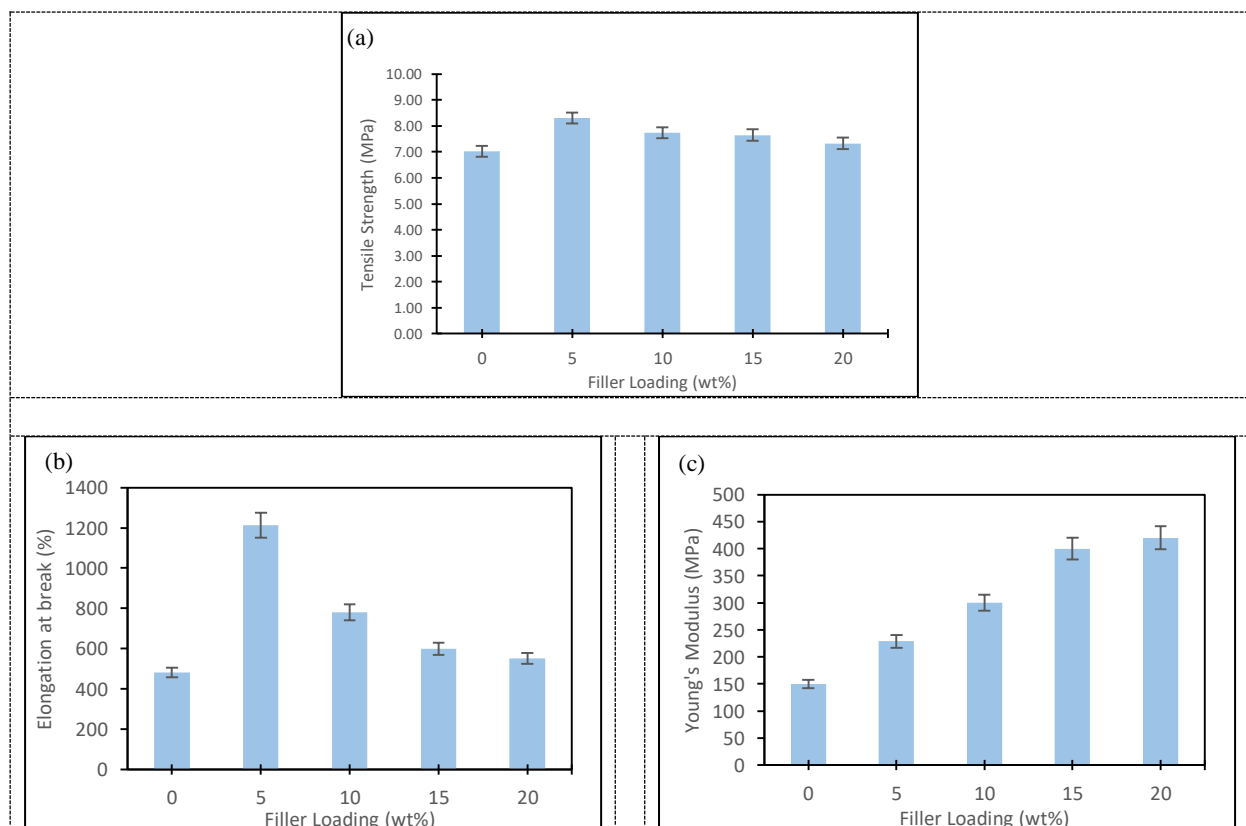 (a)
10.00
9.00
8.00
7.00
6.00
5.00
4.00
3.00
2.00
1.00
0.00
Tensile Strength (MPa)
0 5 10 15 20
Filler Loading (wt%)
(b)
1400
1200
1000
800
600
400
200
0
Elongation at break (%)
0 5 10 15 20
Filler Loading (wt%)
(c)
500
450
400
350
300
250
200
150
100
50
0
Young's Modulus (MPa)
0 5 10 15 20
Filler Loading (wt%)